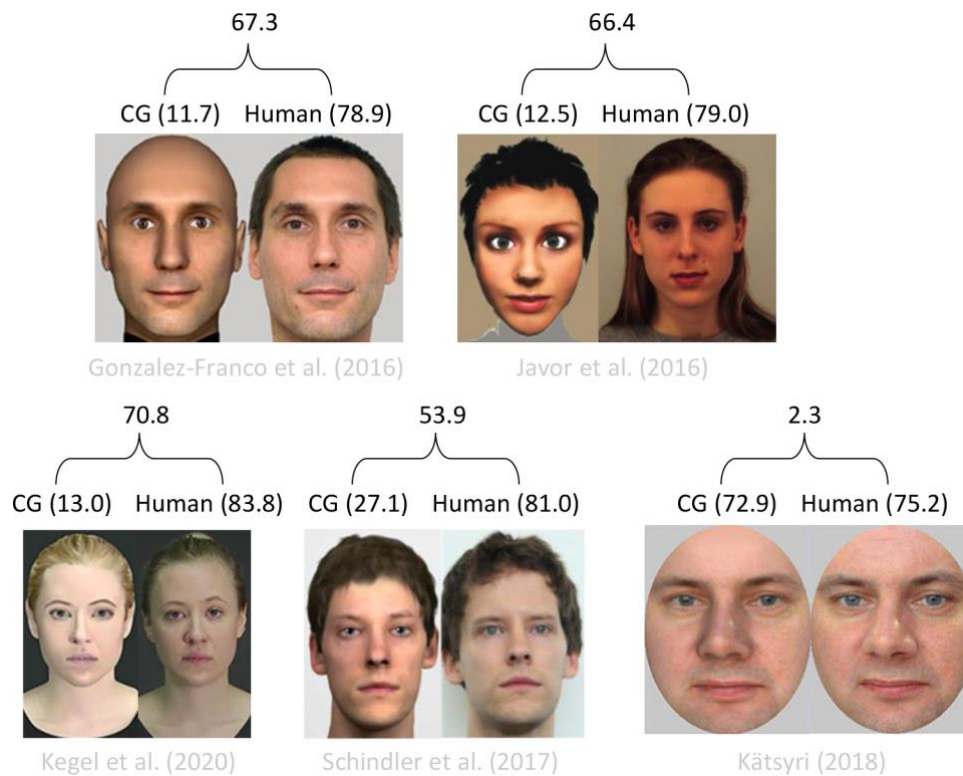 67.3
66.4
CG (11.7) Human (78.9)
CG (12.5) Human (79.0)
Gonzalez-Franco et al. (2016)
Javor et al. (2016)
70.8
53.9
2.3
CG (13.0) Human (83.8)
CG (27.1) Human (81.0)
CG (72.9) Human (75.2)
Kegel et al. (2020)
Schindler et al. (2017)
Kätsyri (2018)